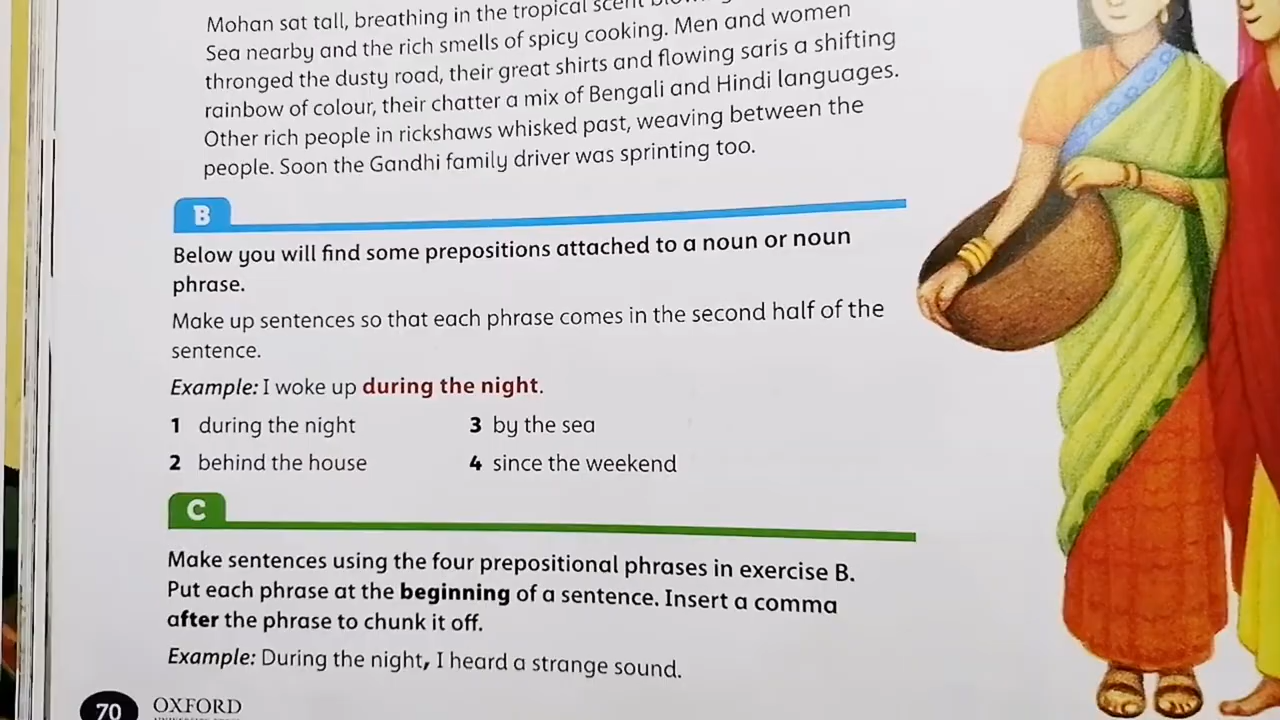 Mohan sat tall, breathing in the tropical scent
Sea nearby and the rich smells of spicy cooking. Men and women
thronged the dusty road, their great shirts and flowing saris a shifting
rainbow of colour, their chatter a mix of Bengali and Hindi languages.
Other rich people in rickshaws whisked past, weaving between the
people. Soon the Gandhi family driver was sprinting too.
B
Below you will find some prepositions attached to a noun or noun
phrase.
Make up sentences so that each phrase comes in the second half of the
sentence.
Example: I woke up during the night.
1 during the night
2 behind the house
3 by the sea
4 since the weekend
C
Make sentences using the four prepositional phrases in exercise B.
Put each phrase at the beginning of a sentence. Insert a comma
after the phrase to chunk it off.
Example: During the night, I heard a strange sound.
70 OXFORD